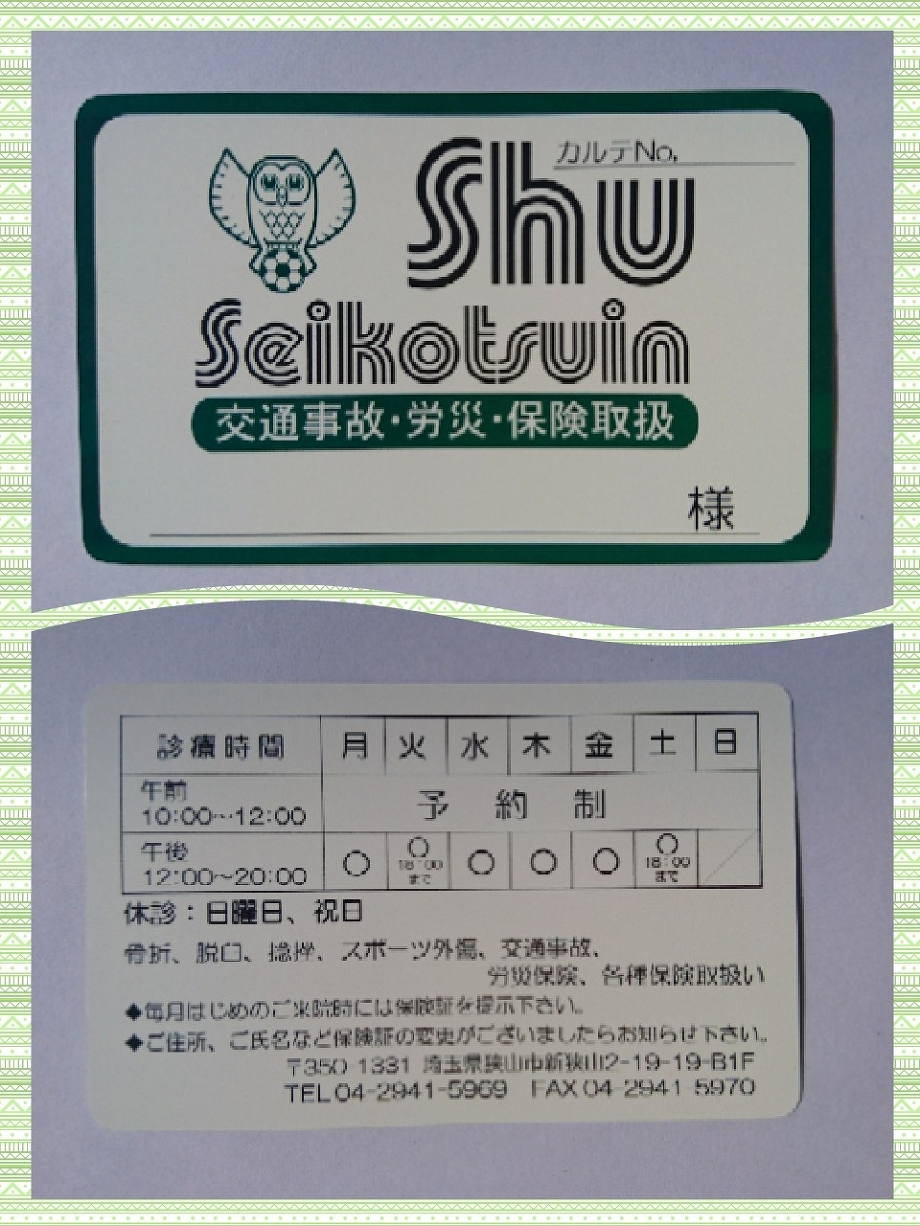 カルテNo.
Shu
Seikotsuin
交通事故・労災・保険取扱
様
診療時間 月 火 水 木 金 土 日
午前
10:00~12:00 予約制
午後
12:00~20:00 ○ ○ 18:00まで ○ ○ ○ ○ 18:00まで
休診:日曜日、祝日
骨折、脱臼、捻挫、スポーツ外傷、交通事故、
労災保険、各種保険取扱い
◆毎月はじめのご来院時には保険証を提示下さい。
◆ご住所、ご氏名など保険証の変更がございましたらお知らせ下さい。
〒350-1331 埼玉県狭山市新狭山2-19-19-B1F
TEL 04-2941-5969 FAX 04-2941-5970